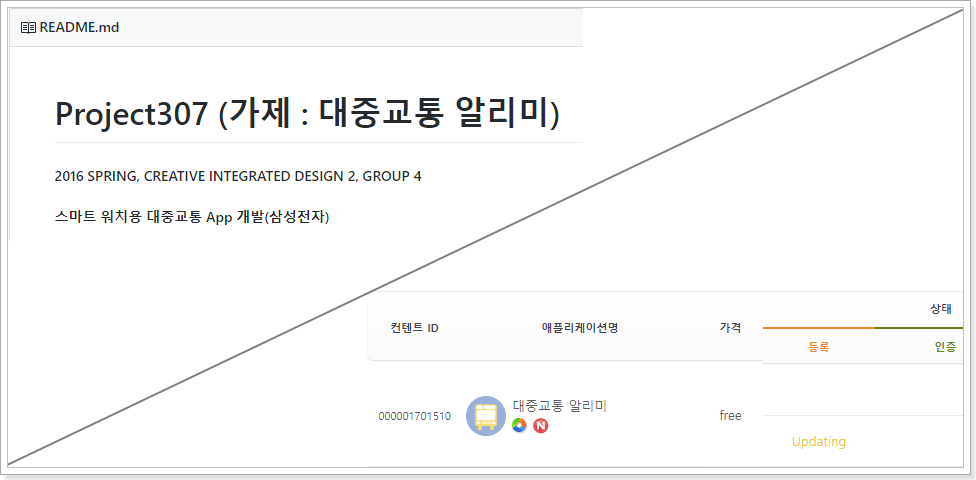 README.md
Project307 (가제 : 대중교통 알리미)
2016 SPRING, CREATIVE INTEGRATED DESIGN 2, GROUP 4
스마트 워치용 대중교통 App 개발(삼성전자)
상태
컨텐트 ID 애플리케이션명 가격
등록 인증
대중교통 알리미
000001701510 free
N
Updating